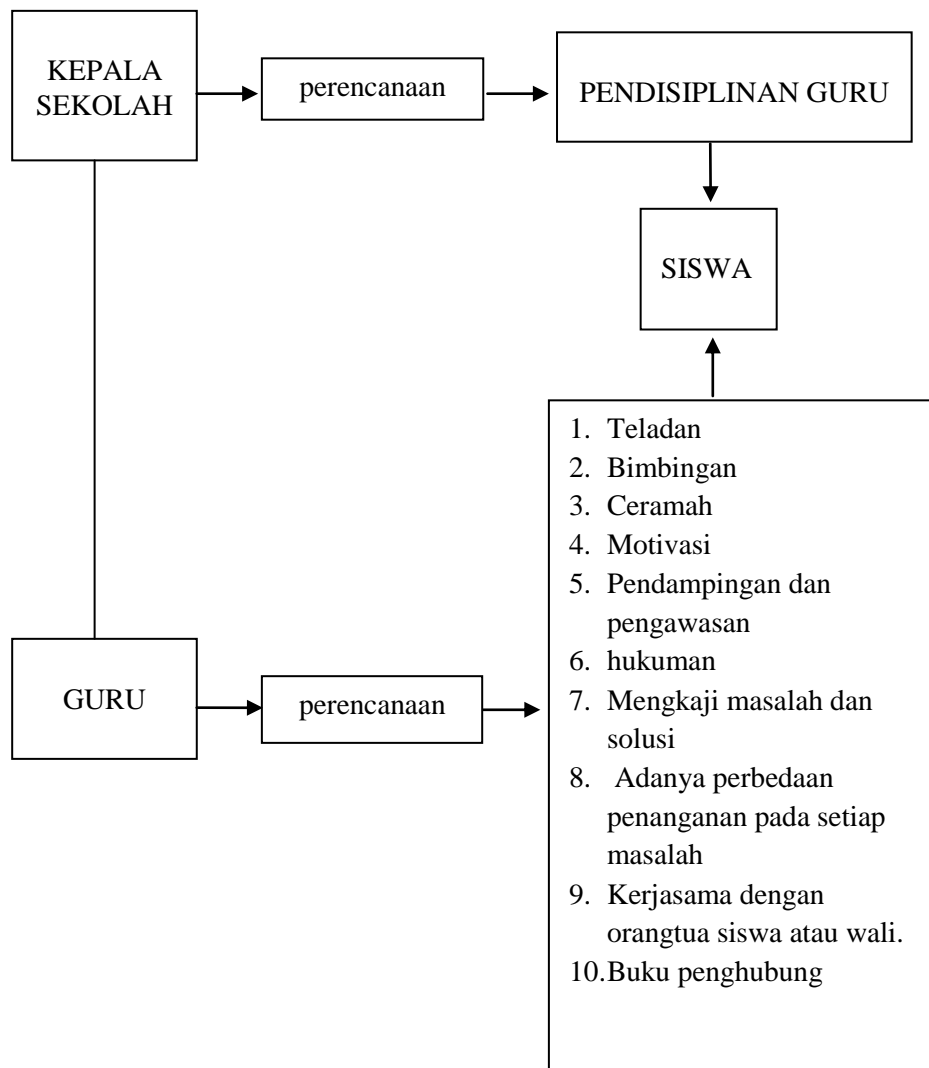 KEPALA
SEKOLAH
perencanaan
PENDISIPLINAN GURU
SISWA
GURU
perencanaan
1. Teladan
2. Bimbingan
3. Ceramah
4. Motivasi
5. Pendampingan dan
pengawasan
6. hukuman
7. Mengkaji masalah dan
solusi
8. Adanya perbedaan
penanganan pada setiap
masalah
9. Kerjasama dengan
orangtua siswa atau wali.
10.Buku penghubung